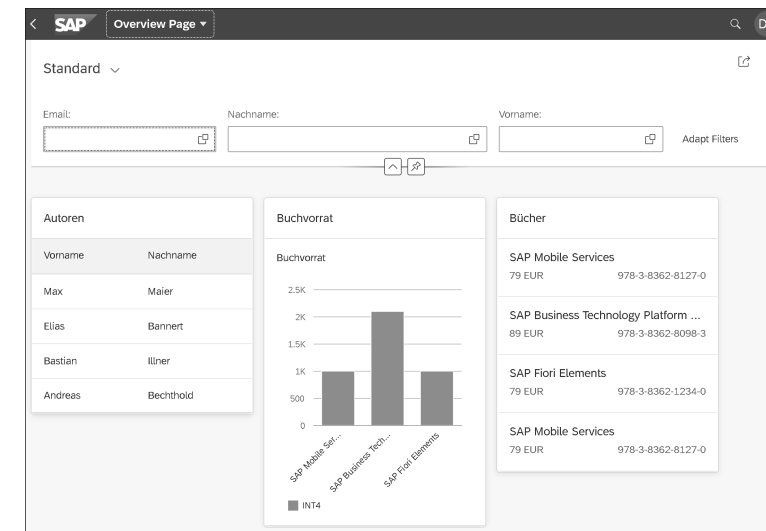 SAP Overview Page
D
Standard
Email: Nachname: Vorname:
Adapt Filters
Autoren
Vorname Nachname
Max Maier
Elias Bannert
Bastian Illner
Andreas Bechthold
Buchvorrat
Buchvorrat
2.5K
2K
1.5K
1K
500
0
SAP Mobile Ser...
SAP Business Tech...
SAP Fiori Elements
INT4
Bücher
SAP Mobile Services
79 EUR 978-3-8362-8127-0
SAP Business Technology Platform ...
89 EUR 978-3-8362-8098-3
SAP Fiori Elements
79 EUR 978-3-8362-1234-0
SAP Mobile Services
79 EUR 978-3-8362-8127-0